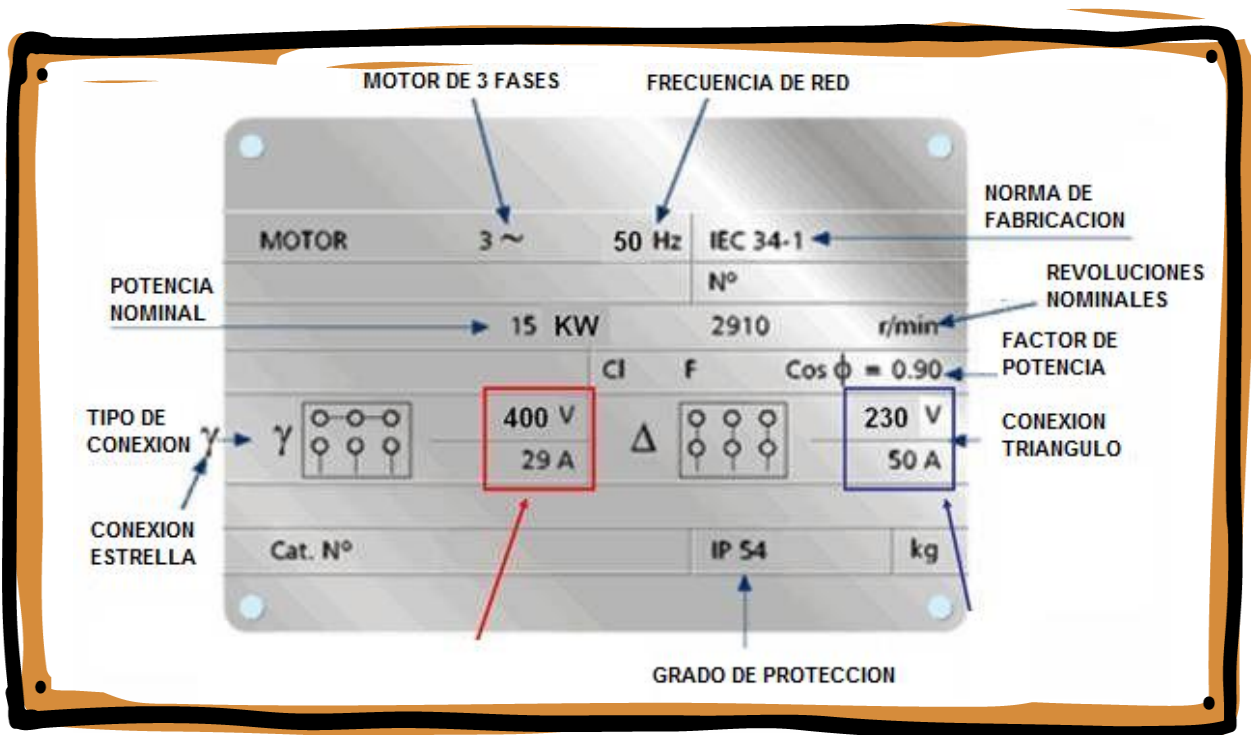 MOTOR DE 3 FASES
FRECUENCIA DE RED
NORMA DE
FABRICACION
MOTOR 3 ~ 50 Hz IEC 34-1
Nº
REVOLUCIONES
NOMINALES
POTENCIA
NOMINAL
15 KW 2910 r/min
FACTOR DE
POTENCIA
Cl F Cos ϕ = 0.90
TIPO DE
CONEXION γ
γ 400 V Δ 230 V
29 A 50 A
CONEXION
TRIANGULO
CONEXION
ESTRELLA
Cat. Nº IP 54 kg
GRADO DE PROTECCION